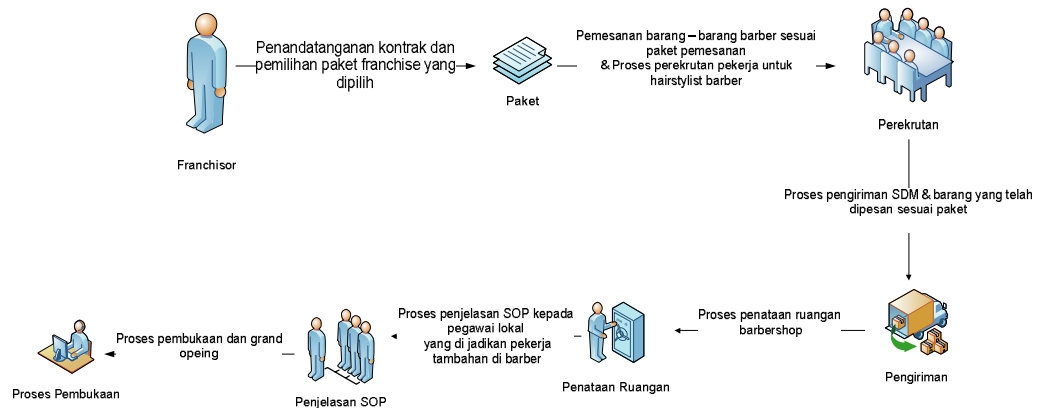 Penandatanganan kontrak dan
pemilihan paket franchise yang
dipilih
Franchisor
Paket
Pemesanan barang – barang barber sesuai
paket pemesanan
& Proses perekrutan pekerja untuk
hairstylist barber
Perekrutan
Proses pengiriman SDM & barang yang telah
dipesan sesuai paket
Pengiriman
Proses penataan ruangan
barbershop
Penataan Ruangan
Proses penjelasan SOP kepada
pegawai lokal
yang di jadikan pekerja
tambahan di barber
Penjelasan SOP
Proses pembukaan dan grand
opeing
Proses Pembukaan